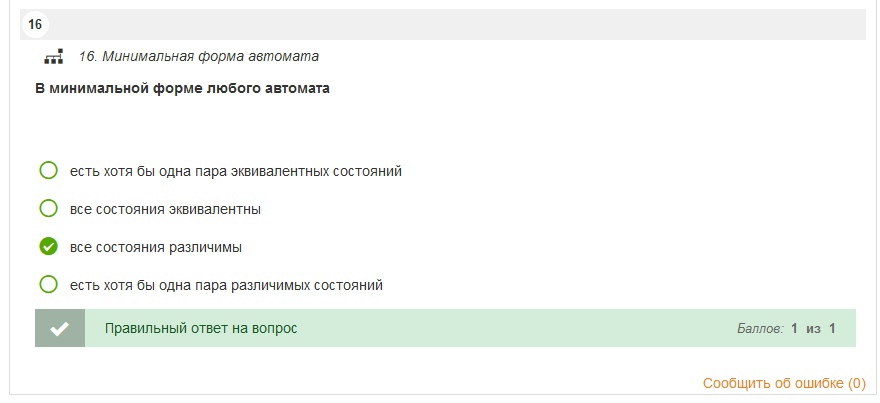 16
16. Минимальная форма автомата
В минимальной форме любого автомата
есть хотя бы одна пара эквивалентных состояний
все состояния эквивалентны
все состояния различимы
есть хотя бы одна пара различимых состояний
Правильный ответ на вопрос Баллов: 1 из 1
Сообщить об ошибке (0)